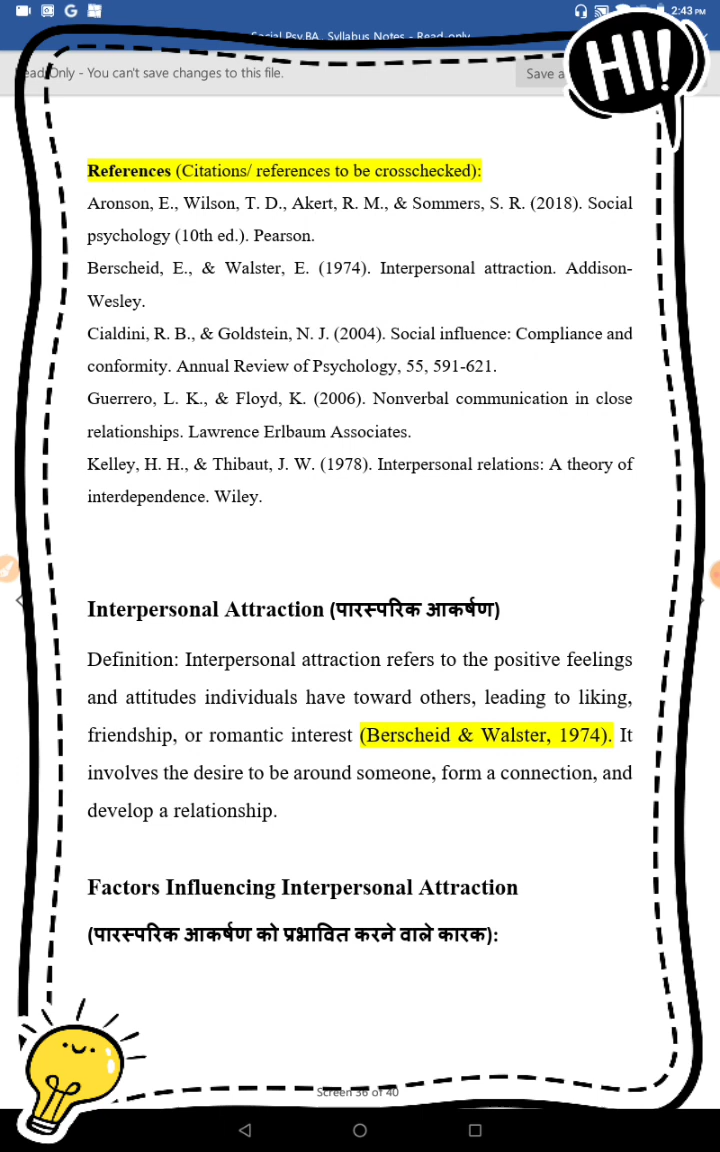 2:43 PM
Social Psy BA Syllabus Notes - Read-only
ead Only - You can't save changes to this file.
Save a
HI!
References (Citations/ references to be crosschecked):
Aronson, E., Wilson, T. D., Akert, R. M., & Sommers, S. R. (2018). Social
psychology (10th ed.). Pearson.
Berscheid, E., & Walster, E. (1974). Interpersonal attraction. Addison-
Wesley.
Cialdini, R. B., & Goldstein, N. J. (2004). Social influence: Compliance and
conformity. Annual Review of Psychology, 55, 591-621.
Guerrero, L. K., & Floyd, K. (2006). Nonverbal communication in close
relationships. Lawrence Erlbaum Associates.
Kelley, H. H., & Thibaut, J. W. (1978). Interpersonal relations: A theory of
interdependence. Wiley.
Interpersonal Attraction (पारस्परिक आकर्षण)
Definition: Interpersonal attraction refers to the positive feelings
and attitudes individuals have toward others, leading to liking,
friendship, or romantic interest (Berscheid & Walster, 1974). It
involves the desire to be around someone, form a connection, and
develop a relationship.
Factors Influencing Interpersonal Attraction
(पारस्परिक आकर्षण को प्रभावित करने वाले कारक):
Screen 36 of 40